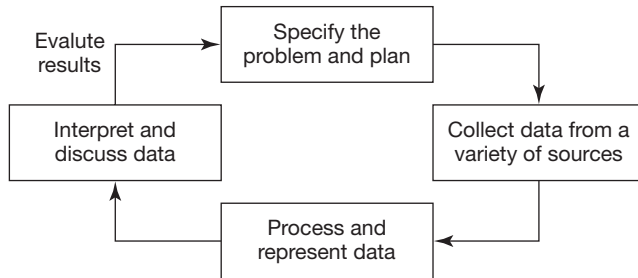 Evalute
results
Specify the
problem and plan
Collect data from a
variety of sources
Process and
represent data
Interpret and
discuss data